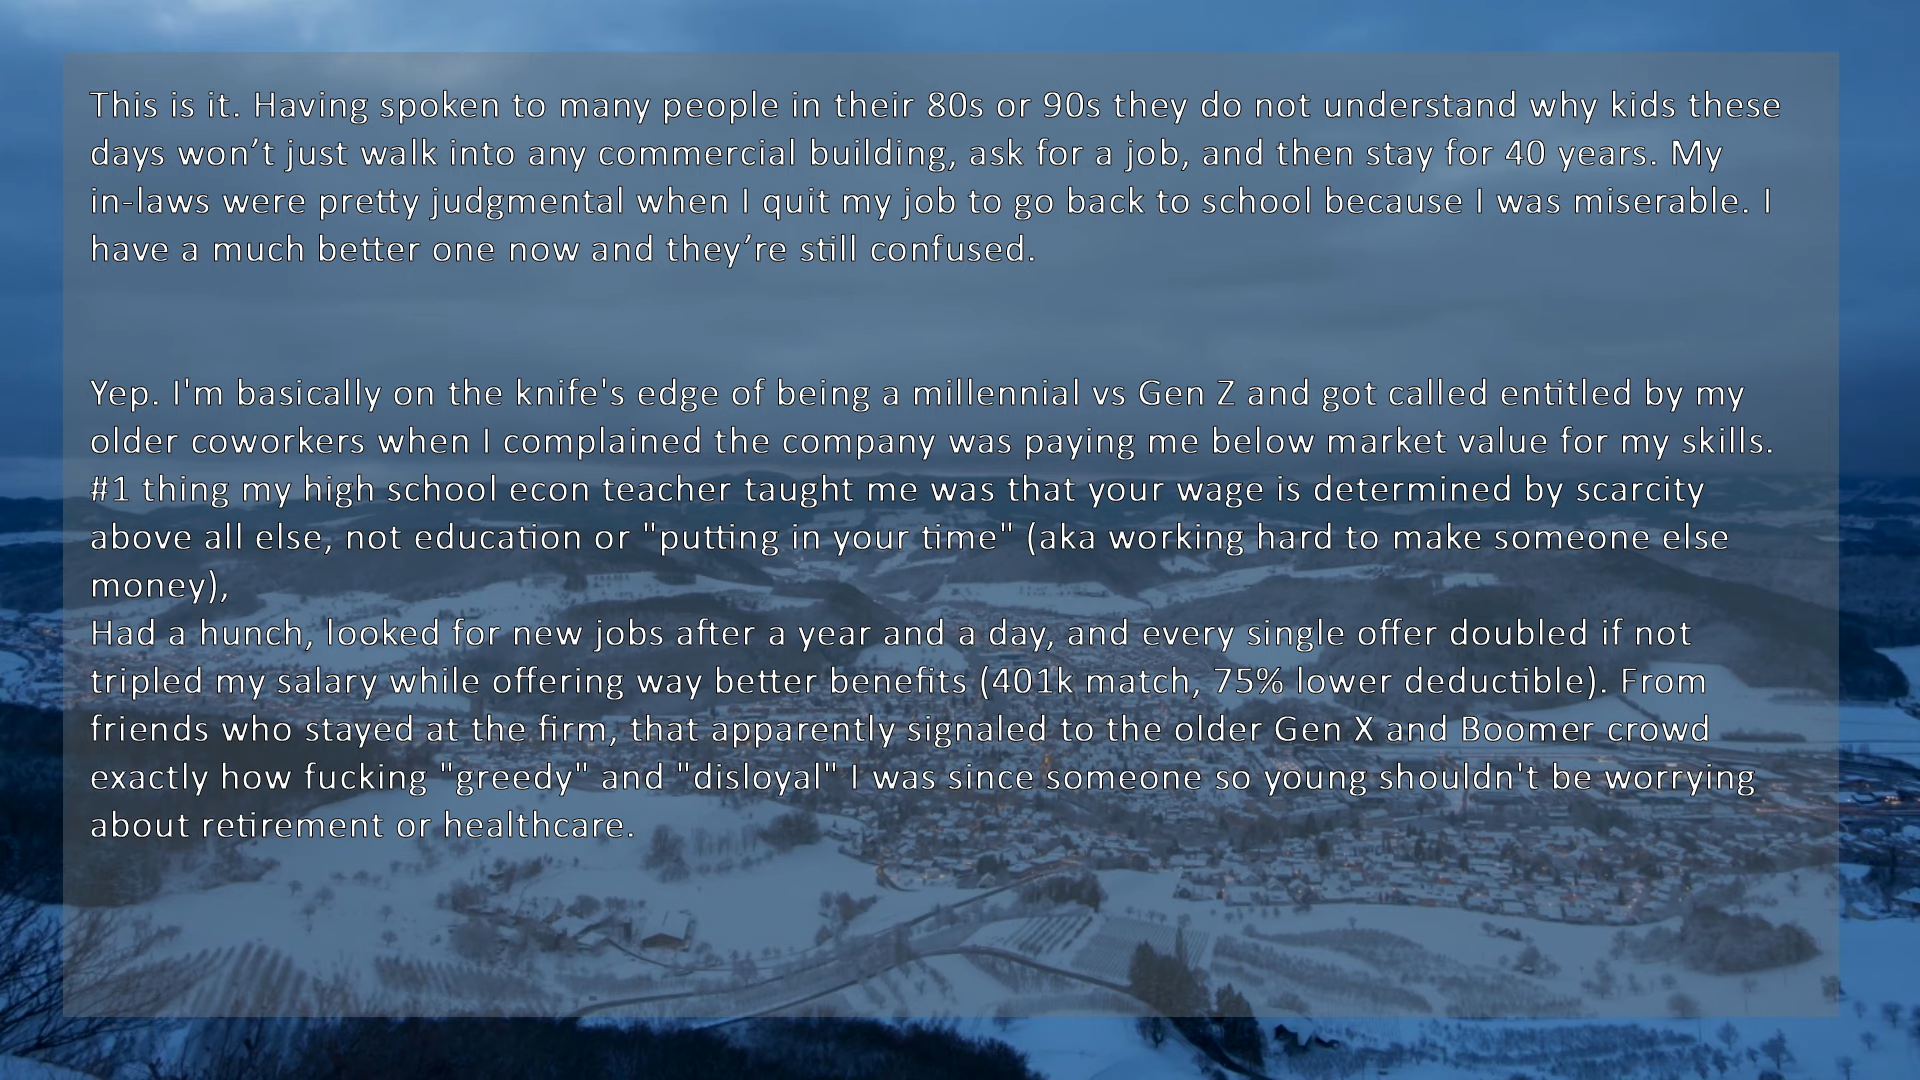 This is it. Having spoken to many people in their 80s or 90s they do not understand why kids these
days won’t just walk into any commercial building, ask for a job, and then stay for 40 years. My
in-laws were pretty judgmental when I quit my job to go back to school because I was miserable. I
have a much better one now and they’re still confused.
Yep. I'm basically on the knife's edge of being a millennial vs Gen Z and got called entitled by my
older coworkers when I complained the company was paying me below market value for my skills.
#1 thing my high school econ teacher taught me was that your wage is determined by scarcity
above all else, not education or "putting in your time" (aka working hard to make someone else
money),
Had a hunch, looked for new jobs after a year and a day, and every single offer doubled if not
tripled my salary while offering way better benefits (401k match, 75% lower deductible). From
friends who stayed at the firm, that apparently signaled to the older Gen X and Boomer crowd
exactly how fucking "greedy" and "disloyal" I was since someone so young shouldn't be worrying
about retirement or healthcare.